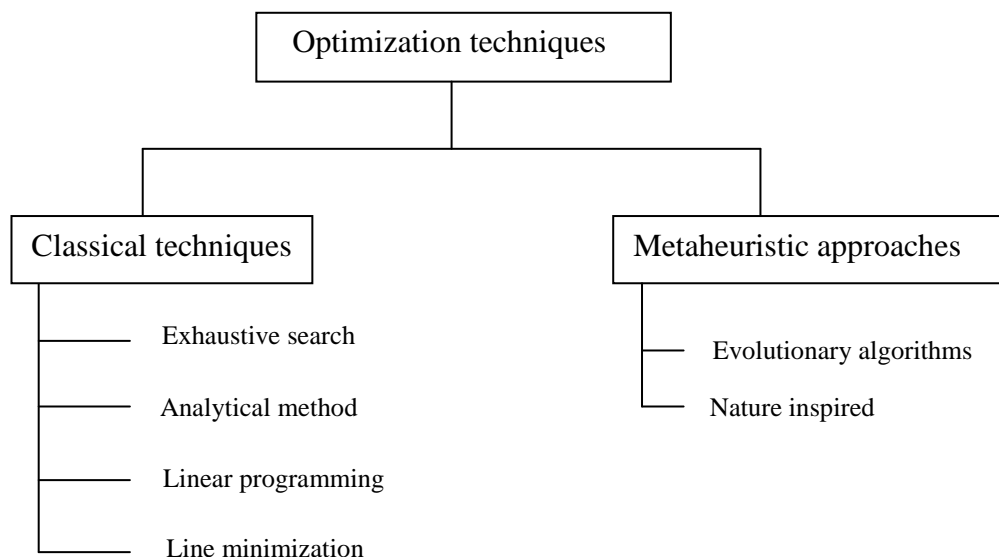 Optimization techniques
Classical techniques
Metaheuristic approaches
Exhaustive search
Analytical method
Linear programming
Line minimization
Evolutionary algorithms
Nature inspired